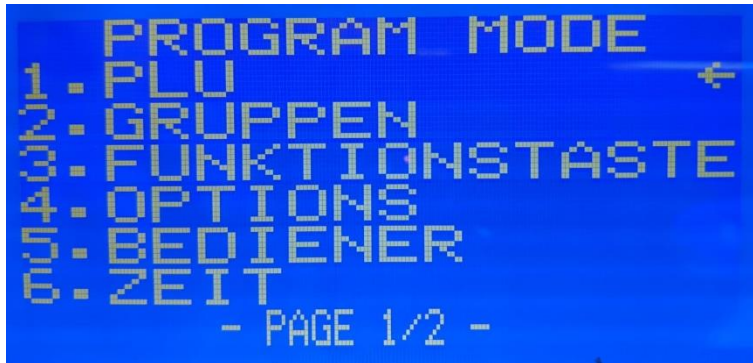 PROGRAM MODE
1.PLU ←
2.GRUPPEN
3.FUNKTIONSTASTE
4.OPTIONS
5.BEDIENER
6.ZEIT
- PAGE 1/2 -